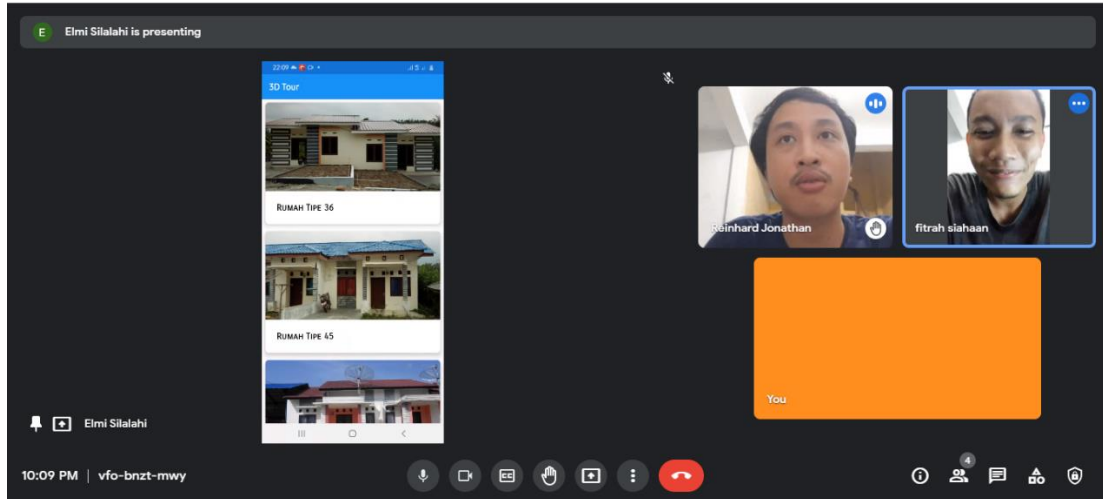 E Elmi Silalahi is presenting
22:09
3D Tour
Rumah Tipe 36
Rumah Tipe 45
Reinhard Jonathan
fitrah siahaan
You
Elmi Silalahi
10:09 PM | vfo-bnzt-mwy
CC
4